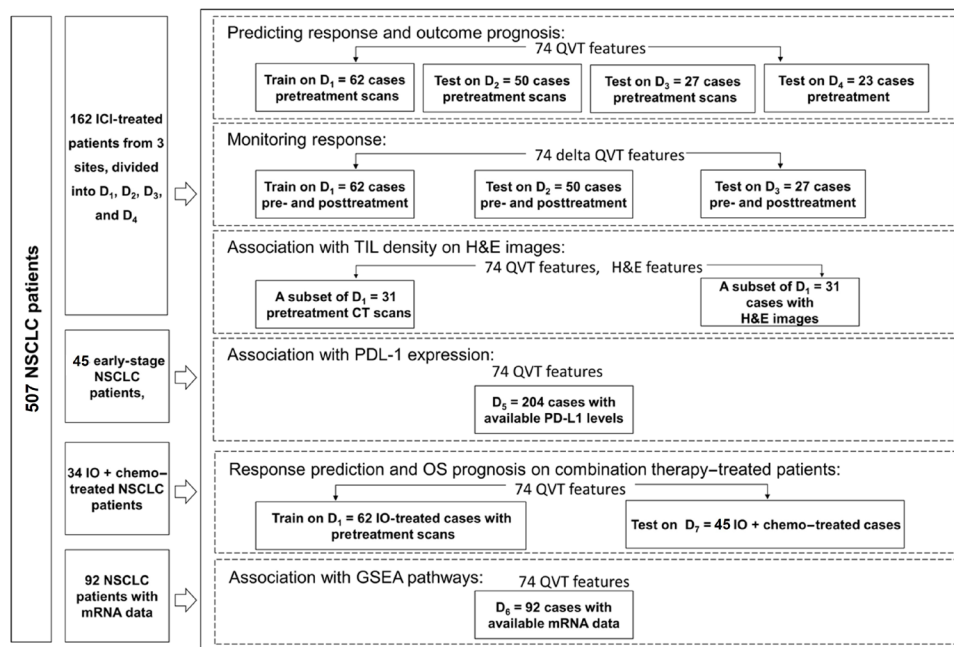 507 NSCLC patients
162 ICI-treated
patients from 3
sites, divided
into D₁, D₂, D₃,
and D₄
45 early-stage
NSCLC
patients,
34 IO + chemo–
treated NSCLC
patients
92 NSCLC
patients with
mRNA data
Predicting response and outcome prognosis:
74 QVT features
Train on D₁ = 62 cases
pretreatment scans
Test on D₂ = 50 cases
pretreatment scans
Test on D₃ = 27 cases
pretreatment scans
Test on D₄ = 23 cases
pretreatment
Monitoring response:
74 delta QVT features
Train on D₁ = 62 cases
pre- and posttreatment
Test on D₂ = 50 cases
pre- and posttreatment
Test on D₃ = 27 cases
pre- and posttreatment
Association with TIL density on H&E images:
74 QVT features, H&E features
A subset of D₁ = 31
pretreatment CT scans
A subset of D₁ = 31
cases with
H&E images
Association with PDL-1 expression:
74 QVT features
D₅ = 204 cases with
available PD-L1 levels
Response prediction and OS prognosis on combination therapy–treated patients:
74 QVT features
Train on D₁ = 62 IO-treated cases with
pretreatment scans
Test on D₇ = 45 IO + chemo–treated cases
Association with GSEA pathways:
74 QVT features
D₆ = 92 cases with
available mRNA data